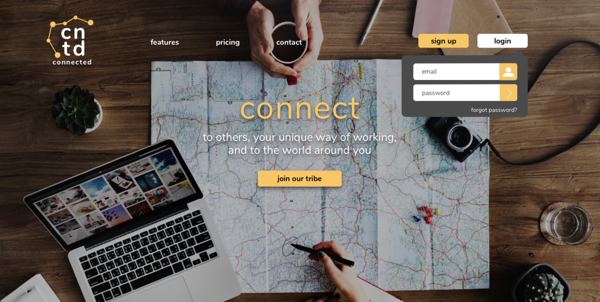 cn
td
connected
features
pricing
contact
sign up
login
email
password
forgot password?
connect
to others, your unique way of working,
and to the world around you
join our tribe